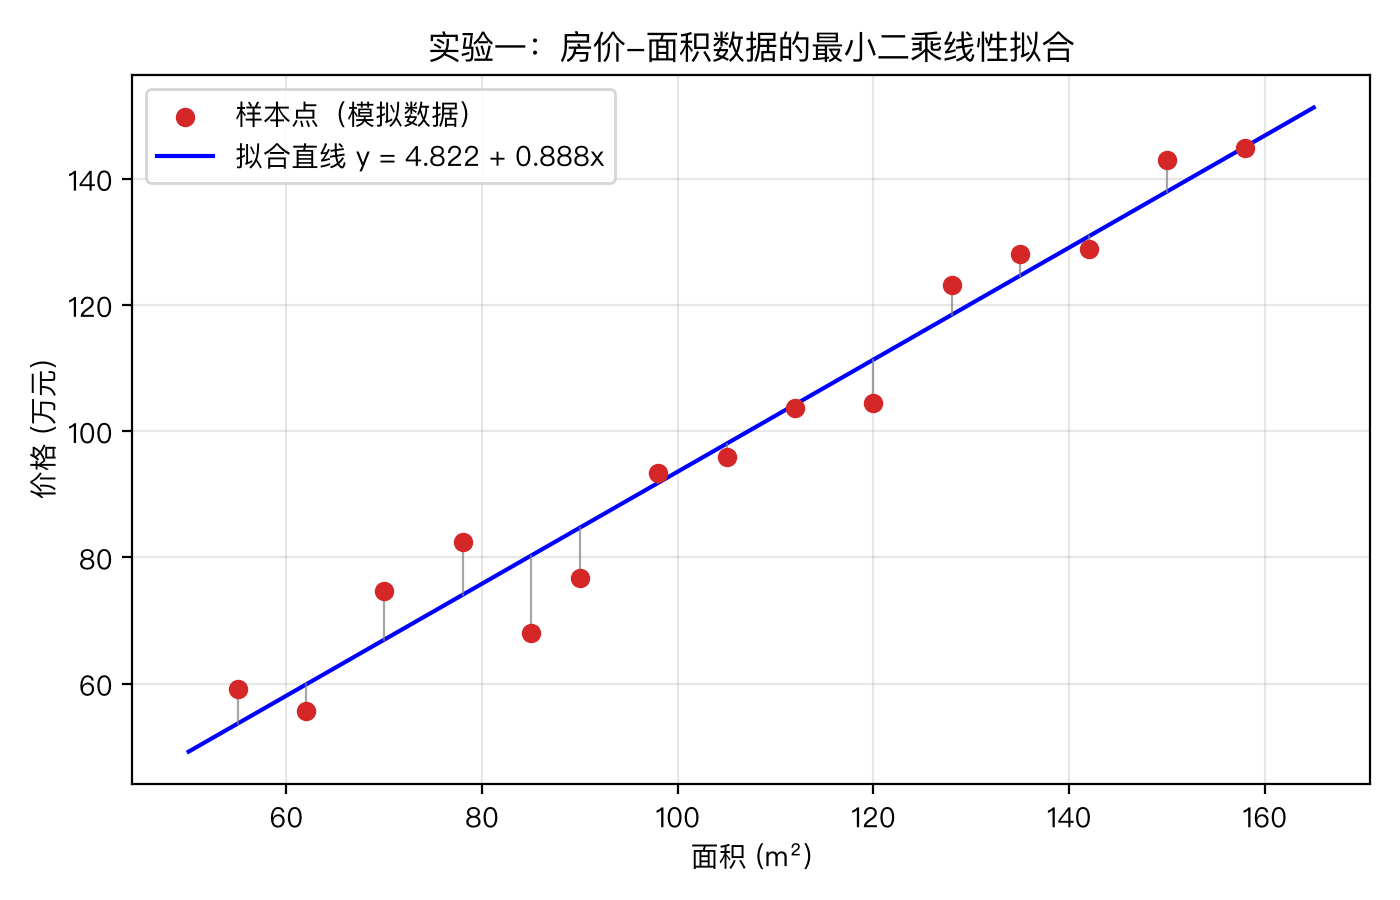 实验一：房价–面积数据的最小二乘线性拟合
样本点（模拟数据）
拟合直线 y = 4.822 + 0.888x
价格 (万元)
140
120
100
80
60
60 80 100 120 140 160
面积 (m²)